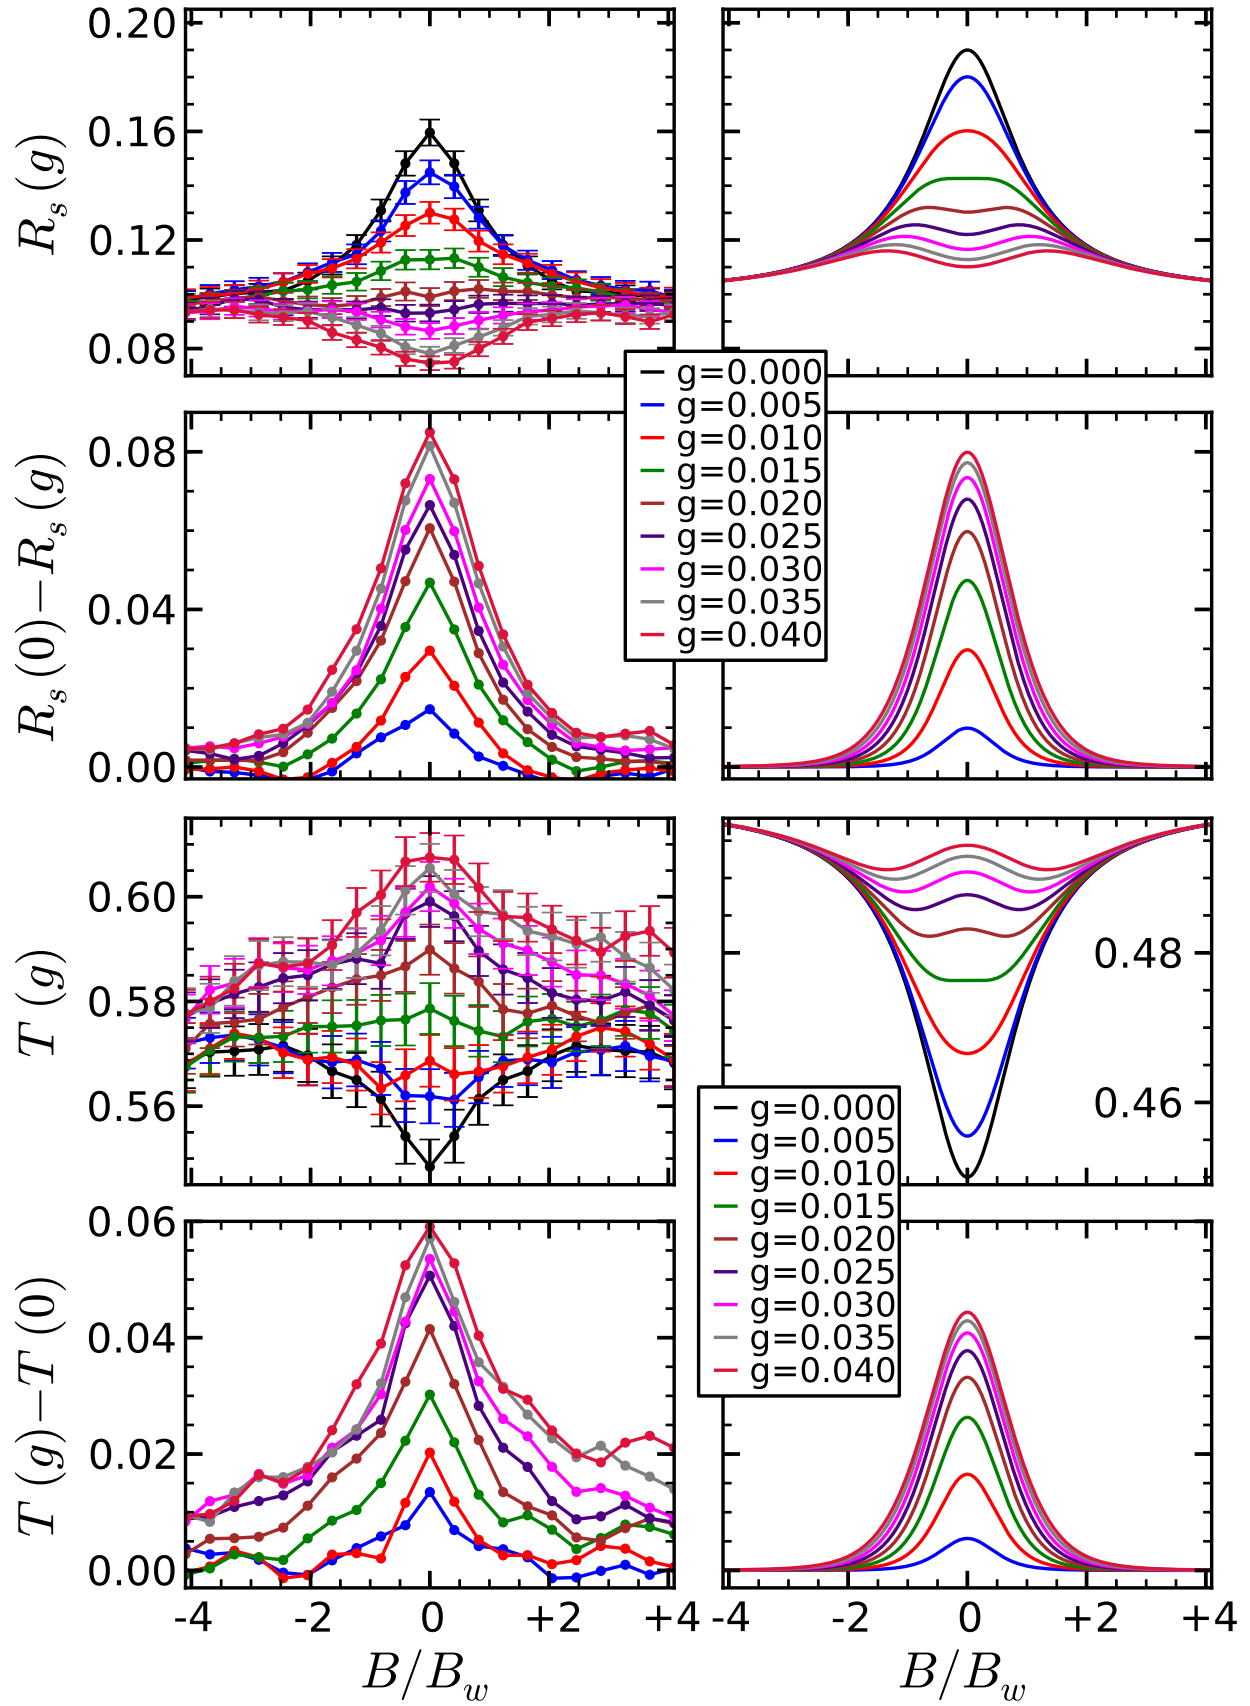 0.20
0.16
0.12
0.08
R_s (g)
g=0.000
g=0.005
g=0.010
g=0.015
g=0.020
g=0.025
g=0.030
g=0.035
g=0.040
0.08
0.04
0.00
R_s (0)−R_s (g)
0.60
0.58
0.56
T (g)
0.48
0.46
g=0.000
g=0.005
g=0.010
g=0.015
g=0.020
g=0.025
g=0.030
g=0.035
g=0.040
0.06
0.04
0.02
0.00
T (g)−T (0)
-4 -2 0 +2 +4
-4 -2 0 +2 +4
B/B_w
B/B_w